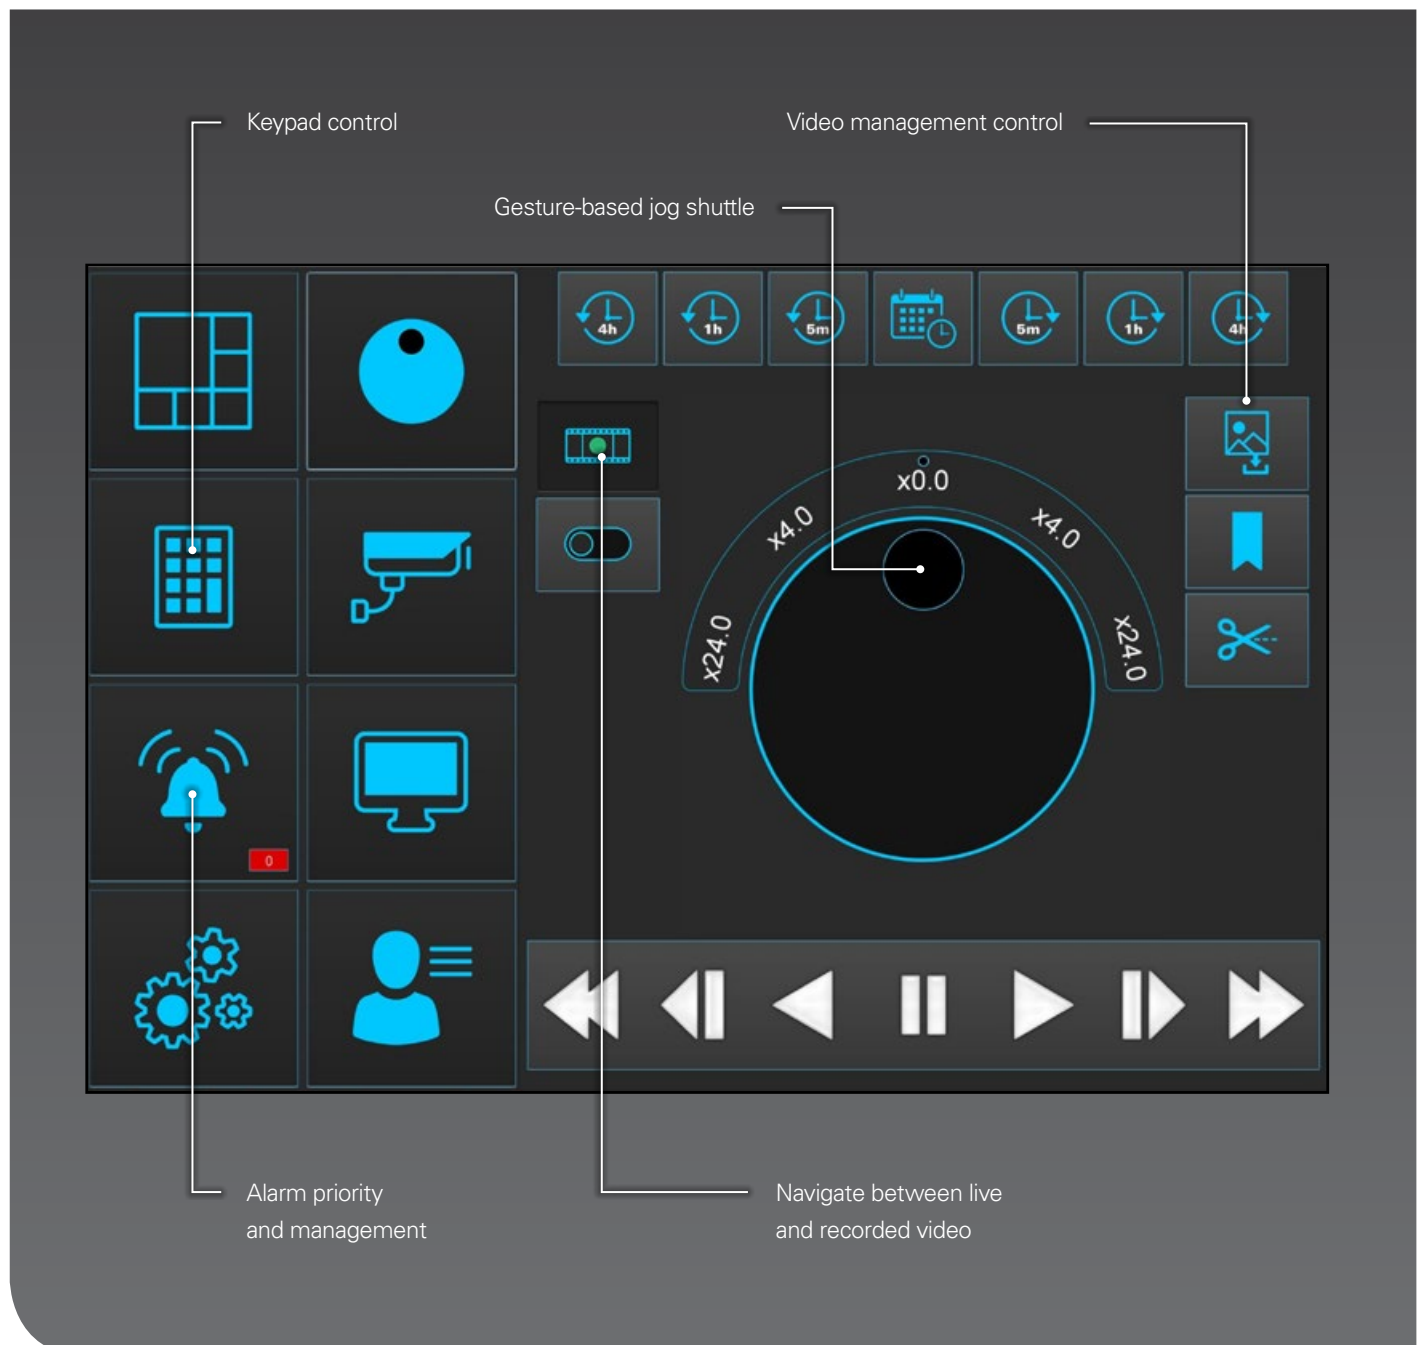 Keypad control
Video management control
Gesture-based jog shuttle
4h
1h
5m
5m
1h
4h
x0.0
x4.0
x4.0
x24.0
x24.0
0
Alarm priority
and management
Navigate between live
and recorded video